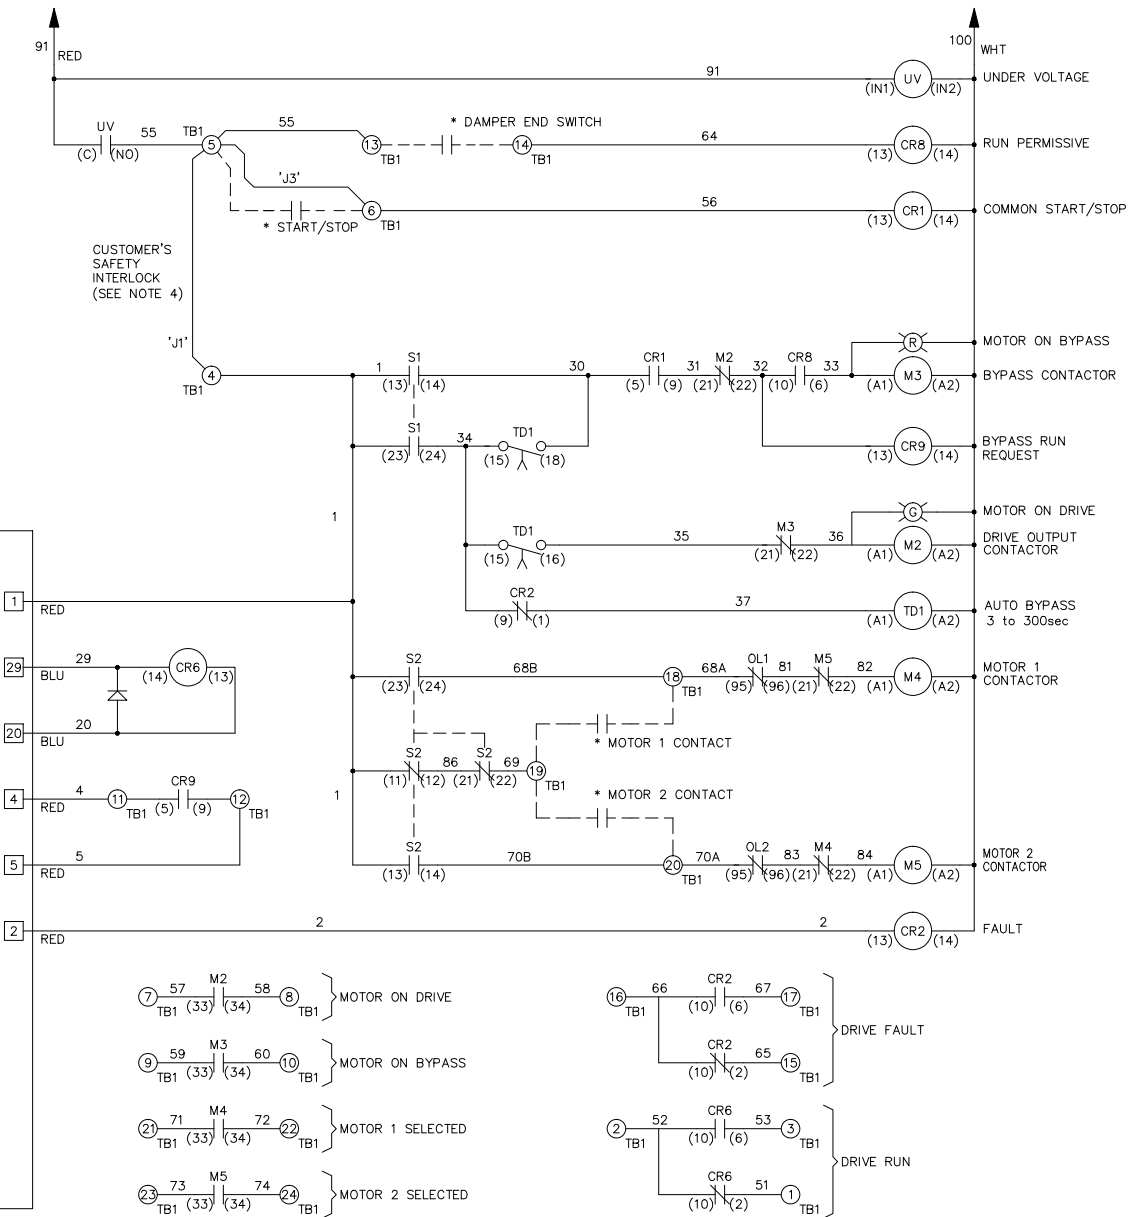 91 RED
100 WHT
91
(IN1) UV (IN2) UNDER VOLTAGE
UV
(C) (NO)
55
TB1 5
55
13 TB1
* DAMPER END SWITCH
14 TB1
64
(13) CR8 (14) RUN PERMISSIVE
'J3'
* START/STOP
6 TB1
56
(13) CR1 (14) COMMON START/STOP
CUSTOMER'S
SAFETY
INTERLOCK
(SEE NOTE 4)
'J1'
TB1 4
1
S1
(13) (14)
30
CR1
(5) (9)
31
M2
(21) (22)
32
CR8
(10) (6)
33
R MOTOR ON BYPASS
(A1) M3 (A2) BYPASS CONTACTOR
S1
(23) (24)
34
TD1
(15) (18)
(13) CR9 (14) BYPASS RUN
REQUEST
1
TD1
(15) (16)
35
M3
(21) (22)
36
G MOTOR ON DRIVE
(A1) M2 (A2) DRIVE OUTPUT
CONTACTOR
CR2
(9) (1)
37
(A1) TD1 (A2) AUTO BYPASS
3 to 300sec
1 RED
29 BLU 29
(14) CR6 (13)
20 BLU 20
S2
(23) (24)
68B
18 TB1
68A
OL1
(95) (96)
81
M5
(21) (22)
82
(A1) M4 (A2) MOTOR 1
CONTACTOR
* MOTOR 1 CONTACT
S2
(11) (12)
86
S2
(21) (22)
69
19 TB1
* MOTOR 2 CONTACT
1
4 RED 4
11 TB1
CR9
(5) (9)
12 TB1
5 RED 5
S2
(13) (14)
70B
20 TB1
70A
OL2
(95) (96)
83
M4
(21) (22)
84
(A1) M5 (A2) MOTOR 2
CONTACTOR
2 RED
2
2
(13) CR2 (14) FAULT
7 TB1 57 M2 (33) (34) 58 8 TB1 MOTOR ON DRIVE
9 TB1 59 M3 (33) (34) 60 10 TB1 MOTOR ON BYPASS
21 TB1 71 M4 (33) (34) 72 22 TB1 MOTOR 1 SELECTED
23 TB1 73 M5 (33) (34) 74 24 TB1 MOTOR 2 SELECTED
16 TB1 66 CR2 (10) (6) 67 17 TB1
DRIVE FAULT
CR2 (10) (2) 65 15 TB1
2 TB1 52 CR6 (10) (6) 53 3 TB1
DRIVE RUN
CR6 (10) (2) 51 1 TB1